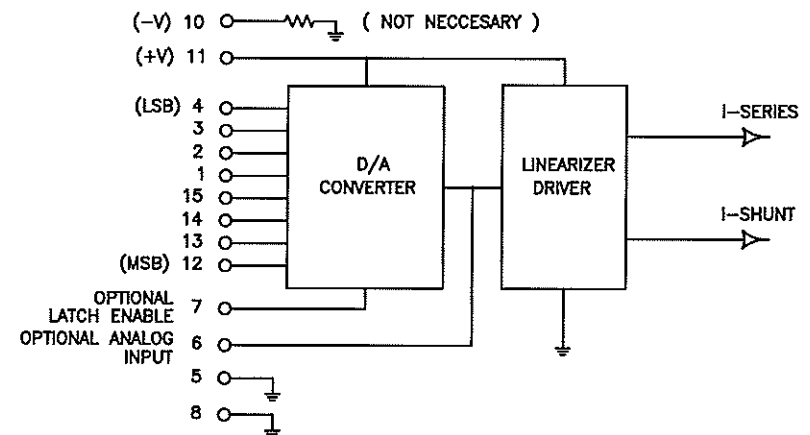 (-V) 10 ( NOT NECCESARY )
(+V) 11
(LSB) 4
3
2
1
15
14
13
(MSB) 12
OPTIONAL
LATCH ENABLE 7
OPTIONAL ANALOG
INPUT 6
5
8
D/A
CONVERTER
LINEARIZER
DRIVER
I-SERIES
I-SHUNT